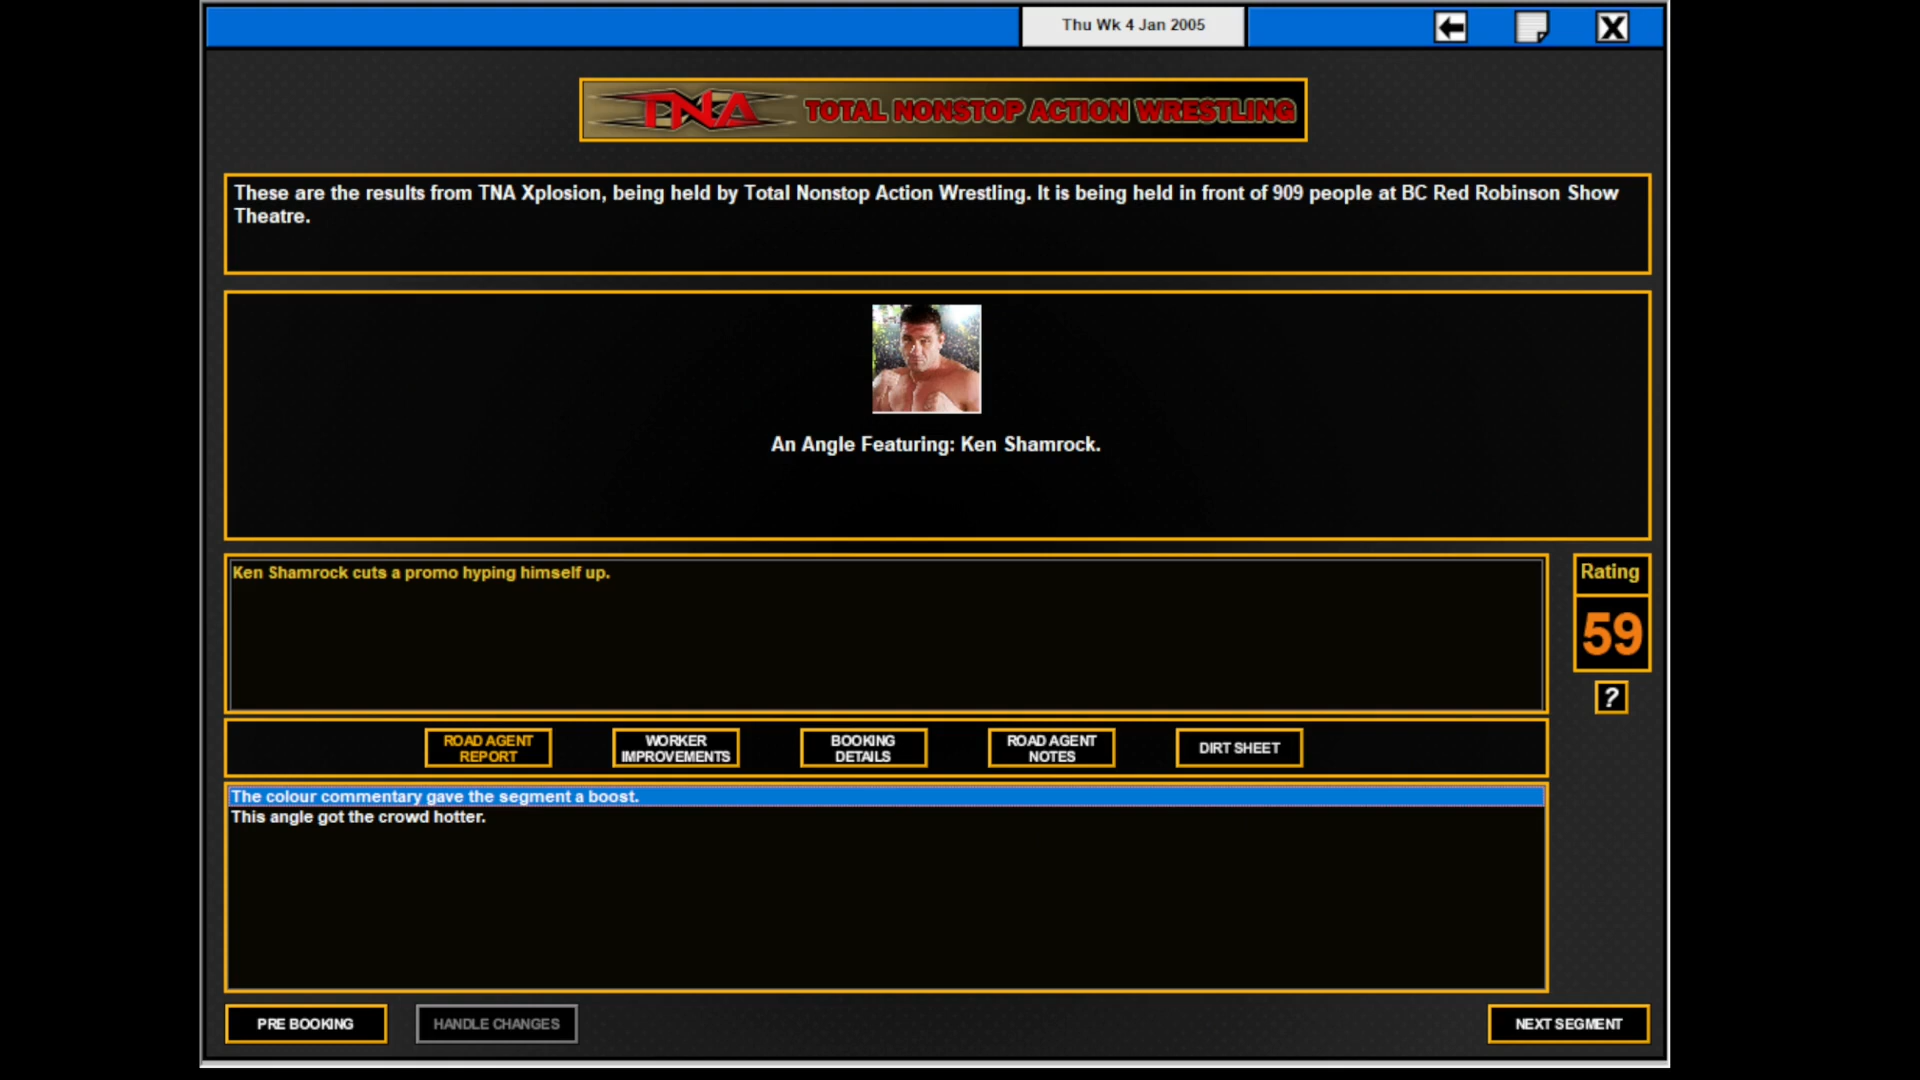 Thu Wk 4 Jan 2005
TNA TOTAL NONSTOP ACTION WRESTLING
These are the results from TNA Xplosion, being held by Total Nonstop Action Wrestling. It is being held in front of 909 people at BC Red Robinson Show
Theatre.
An Angle Featuring: Ken Shamrock.
Ken Shamrock cuts a promo hyping himself up.
Rating
59
?
ROAD AGENT
REPORT
WORKER
IMPROVEMENTS
BOOKING
DETAILS
ROAD AGENT
NOTES
DIRT SHEET
The colour commentary gave the segment a boost.
This angle got the crowd hotter.
PRE BOOKING
HANDLE CHANGES
NEXT SEGMENT